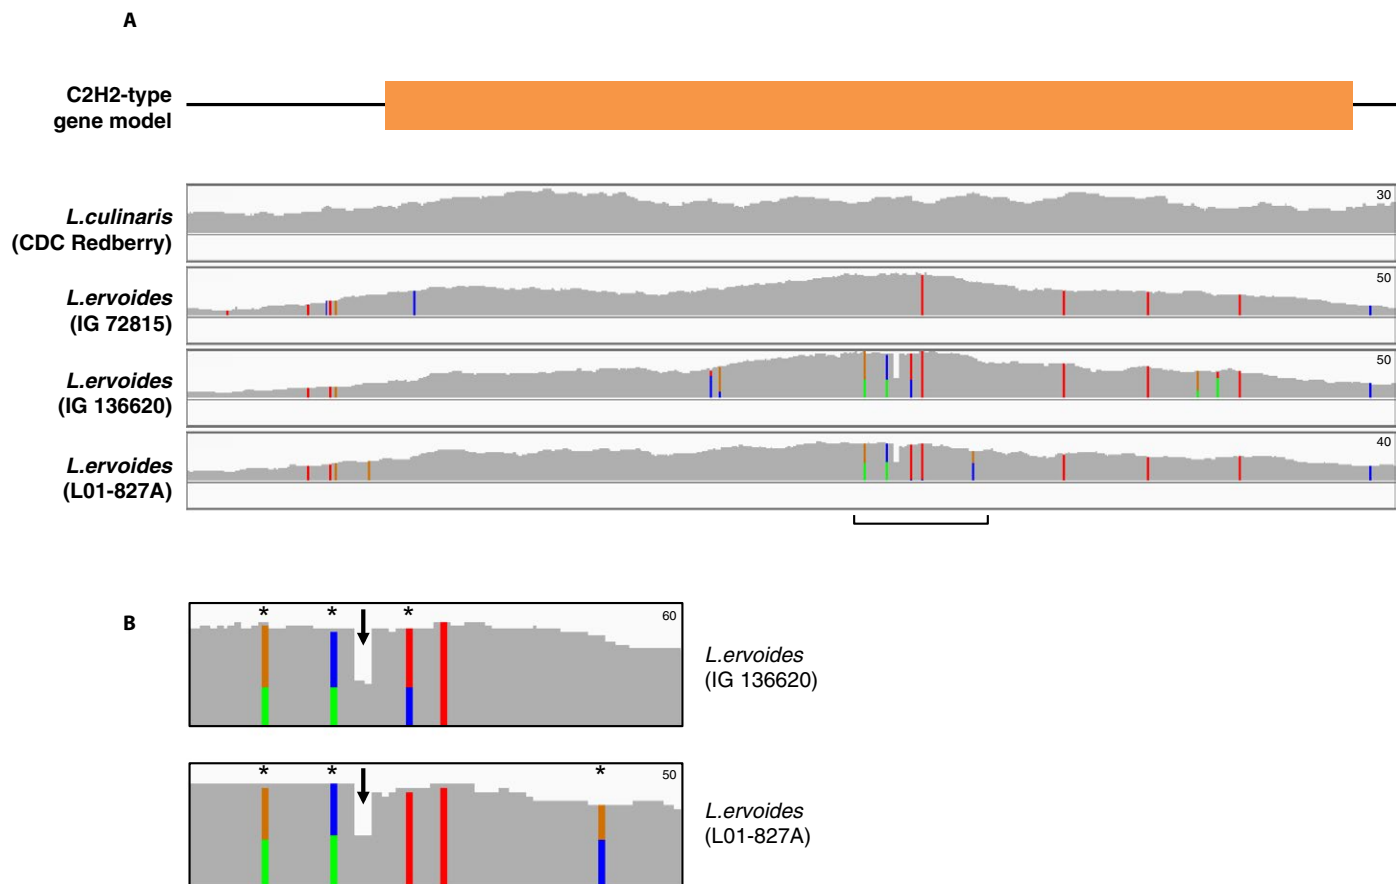 A
C2H2-type
gene model
L.culinaris
(CDC Redberry)
30
L.ervoides
(IG 72815)
50
L.ervoides
(IG 136620)
50
L.ervoides
(L01-827A)
40
B
* * *
60
L.ervoides
(IG 136620)
* * *
50
L.ervoides
(L01-827A)